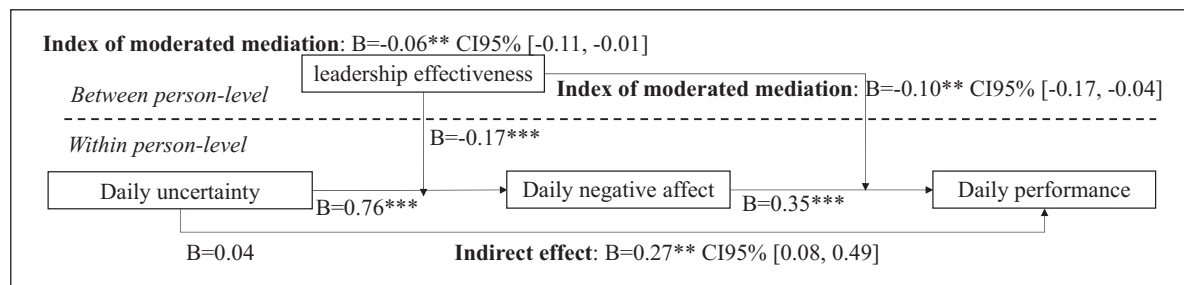 Index of moderated mediation: B=-0.06** CI95% [-0.11, -0.01]
leadership effectiveness
Between person-level
Index of moderated mediation: B=-0.10** CI95% [-0.17, -0.04]
Within person-level
B=-0.17***
Daily uncertainty
Daily negative affect
Daily performance
B=0.76***
B=0.35***
B=0.04
Indirect effect: B=0.27** CI95% [0.08, 0.49]